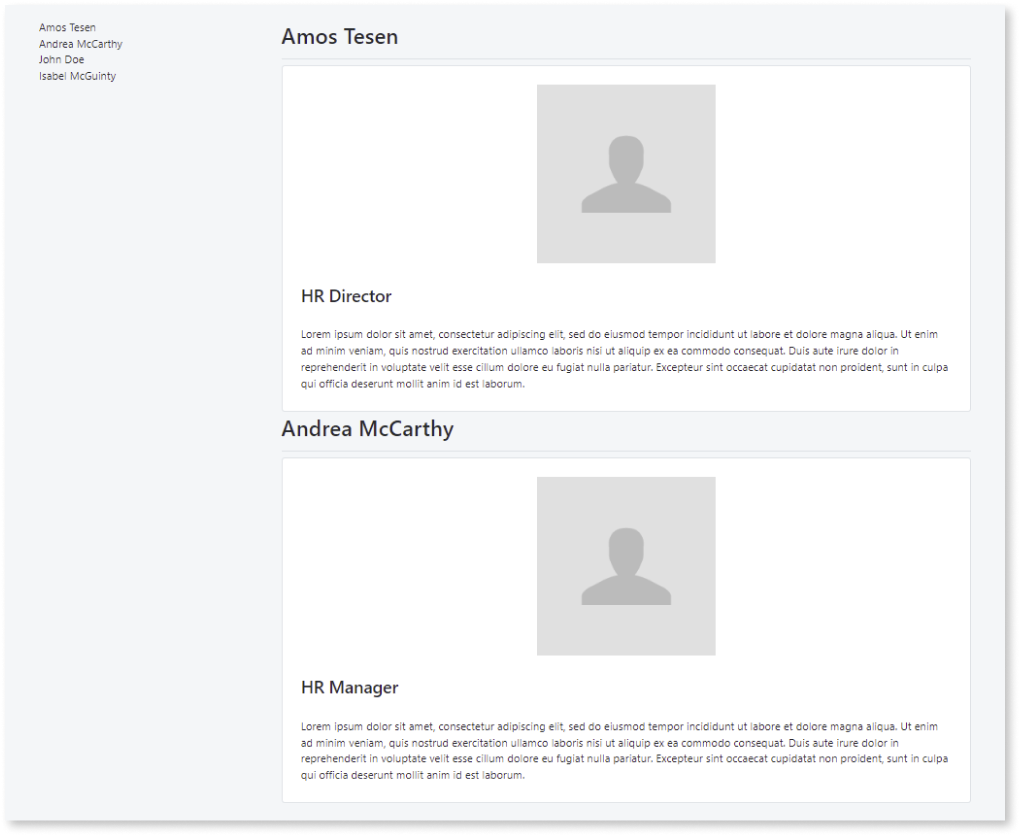 Amos Tesen
Andrea McCarthy
John Doe
Isabel McGuinty
Amos Tesen
HR Director
Lorem ipsum dolor sit amet, consectetur adipiscing elit, sed do eiusmod tempor incididunt ut labore et dolore magna aliqua. Ut enim
ad minim veniam, quis nostrud exercitation ullamco laboris nisi ut aliquip ex ea commodo consequat. Duis aute irure dolor in
reprehenderit in voluptate velit esse cillum dolore eu fugiat nulla pariatur. Excepteur sint occaecat cupidatat non proident, sunt in culpa
qui officia deserunt mollit anim id est laborum.
Andrea McCarthy
HR Manager
Lorem ipsum dolor sit amet, consectetur adipiscing elit, sed do eiusmod tempor incididunt ut labore et dolore magna aliqua. Ut enim
ad minim veniam, quis nostrud exercitation ullamco laboris nisi ut aliquip ex ea commodo consequat. Duis aute irure dolor in
reprehenderit in voluptate velit esse cillum dolore eu fugiat nulla pariatur. Excepteur sint occaecat cupidatat non proident, sunt in culpa
qui officia deserunt mollit anim id est laborum.